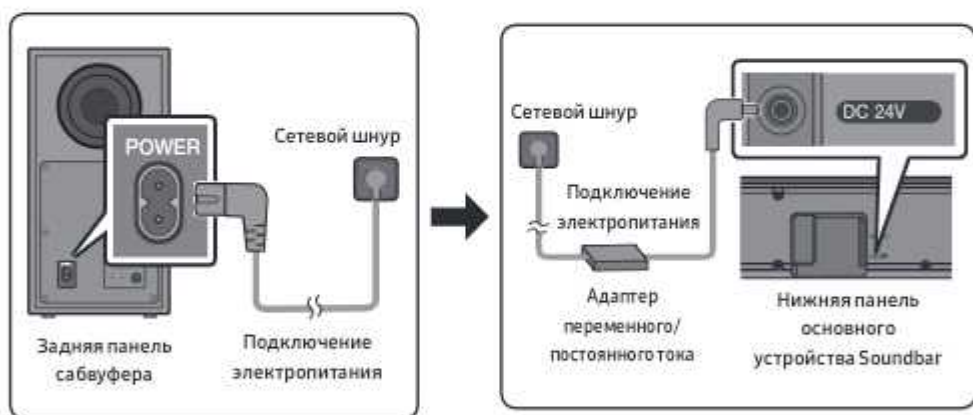 POWER
Сетевой шнур
Задняя панель
сабвуфера
Подключение
электропитания
DC 24V
Сетевой шнур
Подключение
электропитания
Адаптер
переменного/
постоянного тока
Нижняя панель
основного
устройства Soundbar